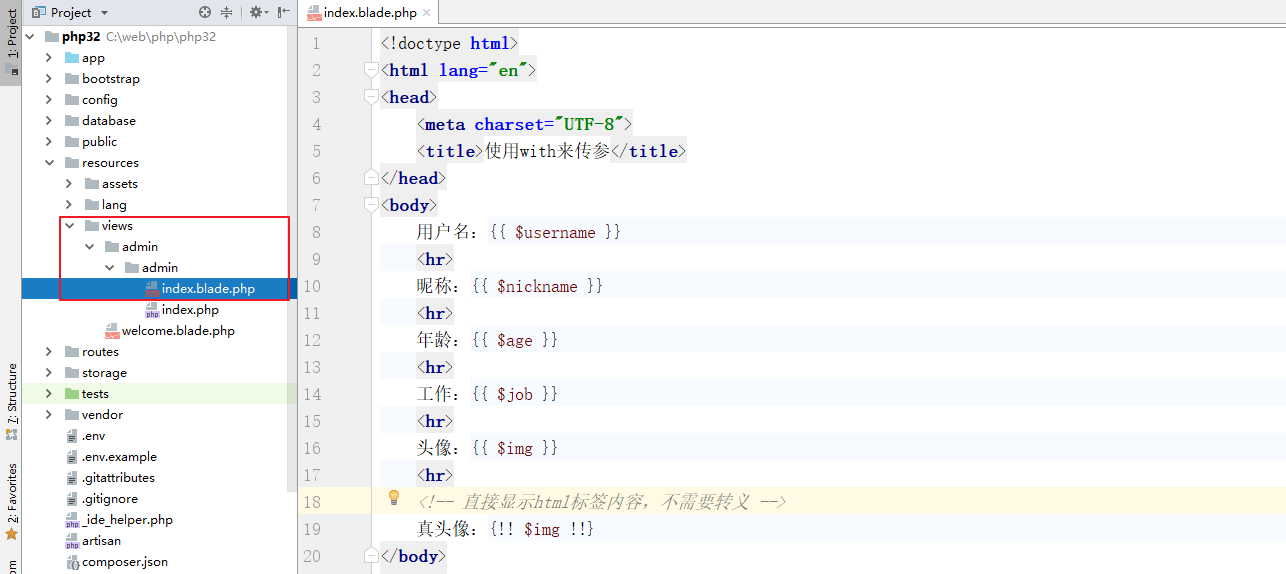 1: Project
7: Structure
2: Favorites
om
Project
php32 C:\web\php\php32
app
bootstrap
config
database
public
resources
assets
lang
views
admin
admin
index.blade.php
index.php
welcome.blade.php
routes
storage
tests
vendor
.env
.env.example
.gitattributes
.gitignore
_ide_helper.php
artisan
composer.json
index.blade.php
1 <!doctype html>
2 <html lang="en">
3 <head>
4 <meta charset="UTF-8">
5 <title>使用with来传参</title>
6 </head>
7 <body>
8 用户名：{{ $username }}
9 <hr>
10 昵称：{{ $nickname }}
11 <hr>
12 年龄：{{ $age }}
13 <hr>
14 工作：{{ $job }}
15 <hr>
16 头像：{{ $img }}
17 <hr>
18 <!-- 直接显示html标签内容，不需要转义 -->
19 真头像：{!! $img !!}
20 </body>